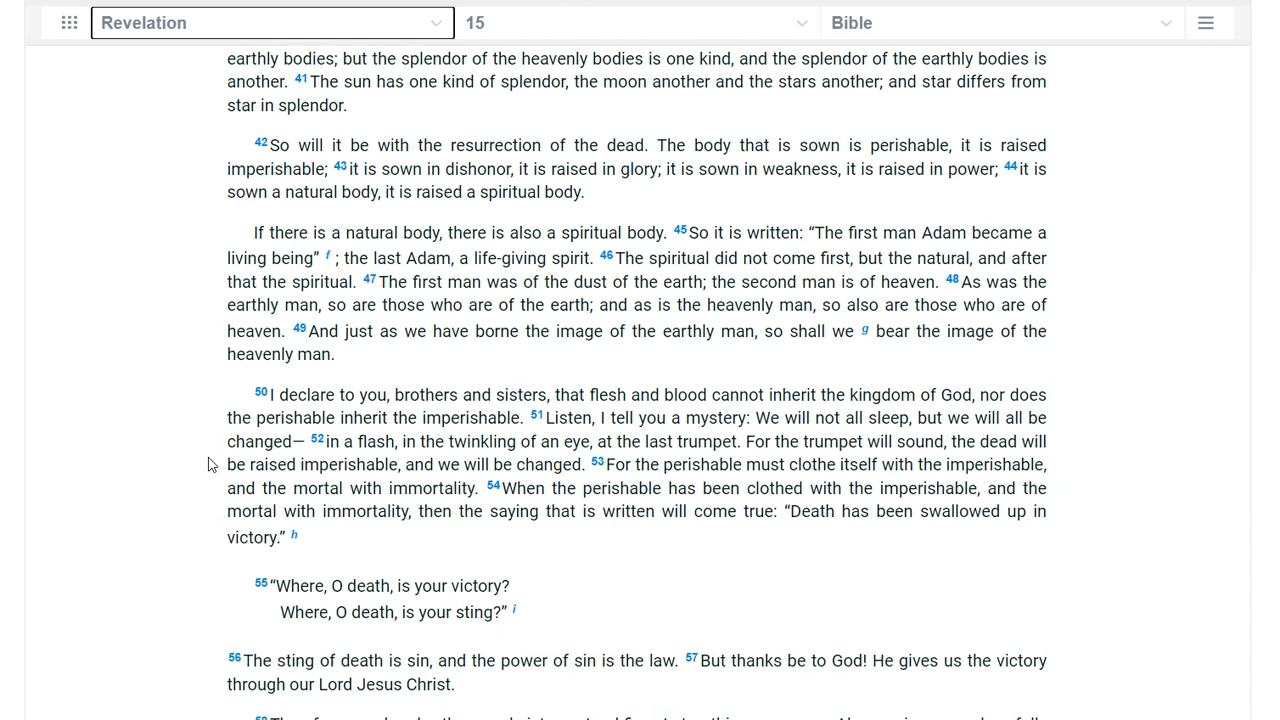 Revelation 15 Bible
earthly bodies; but the splendor of the heavenly bodies is one kind, and the splendor of the earthly bodies is
another. 41 The sun has one kind of splendor, the moon another and the stars another; and star differs from
star in splendor.
42 So will it be with the resurrection of the dead. The body that is sown is perishable, it is raised
imperishable; 43 it is sown in dishonor, it is raised in glory; it is sown in weakness, it is raised in power; 44 it is
sown a natural body, it is raised a spiritual body.
If there is a natural body, there is also a spiritual body. 45 So it is written: “The first man Adam became a
living being” f ; the last Adam, a life-giving spirit. 46 The spiritual did not come first, but the natural, and after
that the spiritual. 47 The first man was of the dust of the earth; the second man is of heaven. 48 As was the
earthly man, so are those who are of the earth; and as is the heavenly man, so also are those who are of
heaven. 49 And just as we have borne the image of the earthly man, so shall we g bear the image of the
heavenly man.
50 I declare to you, brothers and sisters, that flesh and blood cannot inherit the kingdom of God, nor does
the perishable inherit the imperishable. 51 Listen, I tell you a mystery: We will not all sleep, but we will all be
changed— 52 in a flash, in the twinkling of an eye, at the last trumpet. For the trumpet will sound, the dead will
be raised imperishable, and we will be changed. 53 For the perishable must clothe itself with the imperishable,
and the mortal with immortality. 54 When the perishable has been clothed with the imperishable, and the
mortal with immortality, then the saying that is written will come true: “Death has been swallowed up in
victory.” h
55 “Where, O death, is your victory?
Where, O death, is your sting?” i
56 The sting of death is sin, and the power of sin is the law. 57 But thanks be to God! He gives us the victory
through our Lord Jesus Christ.